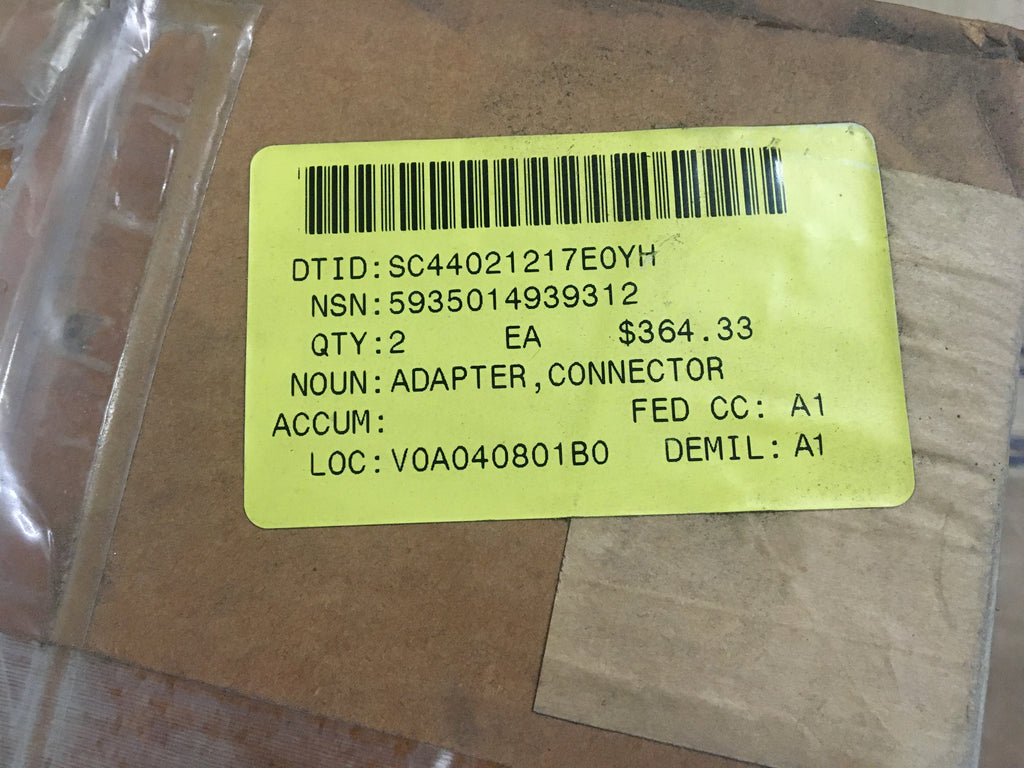 DTID:SC44021217E0YH
NSN:5935014939312
QTY:2 EA $364.33
NOUN:ADAPTER,CONNECTOR
ACCUM: FED CC: A1
LOC:V0A040801B0 DEMIL:A1